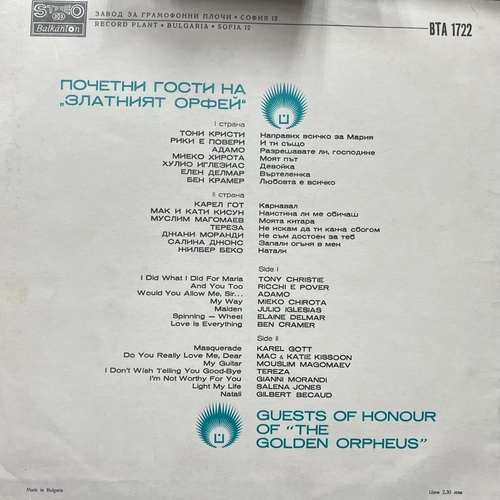 STEREO
Balkanton
ЗАВОД ЗА ГРАМОФОННИ ПЛОЧИ • СОФИЯ 12
RECORD PLANT • BULGARIA • SOFIA 12
ВТА 1722
ПОЧЕТНИ ГОСТИ НА
„ЗЛАТНИЯТ ОРФЕЙ“
I страна
ТОНИ КРИСТИ Направих всичко за Мария
РИКИ Е ПОВЕРИ И ти също
АДАМО Разрешавате ли, господине
МИЕКО ХИРОТА Моят път
ХУЛИО ИГЛЕЗИАС Девойка
ЕЛЕН ДЕЛМАР Въртеленчка
БЕН КРАМЕР Любовта е всичко
II страна
КАРЕЛ ГОТ Карнавал
МАК И КАТИ КИСУН Наистина ли ме обичаш
МУСЛИМ МАГОМАЕВ Моята китара
ТЕРЕЗА Не искам да ти кажа сбогом
ДЖАНИ МОРАНДИ Не съм достоен за теб
САЛИНА ДЖОНС Запали огъня в мен
ЖИЛБЕР БЕКО Натали
Side I
I Did What I Did For Maria TONY CHRISTIE
And You Too RICCHI E POVER
Would You Allow Me, Sir... ADAMO
My Way MIEKO CHIROTA
Maiden JULIO IGLESIAS
Spinning — Wheel ELAINE DELMAR
Love Is Everything BEN CRAMER
Side II
Masquerade KAREL GOTT
Do You Really Love Me, Dear MAC & KATIE KISSOON
My Guitar MOUSLIM MAGOMAEV
I Don't Wish Telling You Good-Bye TEREZA
I'm Not Worthy For You GIANNI MORANDI
Light My Life SALENA JONES
Natali GILBERT BECAUD
GUESTS OF HONOUR
OF "THE
GOLDEN ORPHEUS"
Made in Bulgaria
Цена 2,30 лева